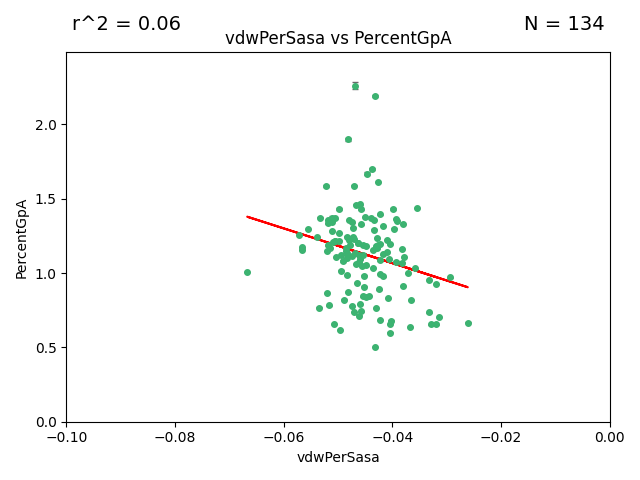 r^2 = 0.06
N = 134
vdwPerSasa vs PercentGpA
PercentGpA
2.0
1.5
1.0
0.5
0.0
−0.10
−0.08
−0.06
−0.04
−0.02
0.00
vdwPerSasa